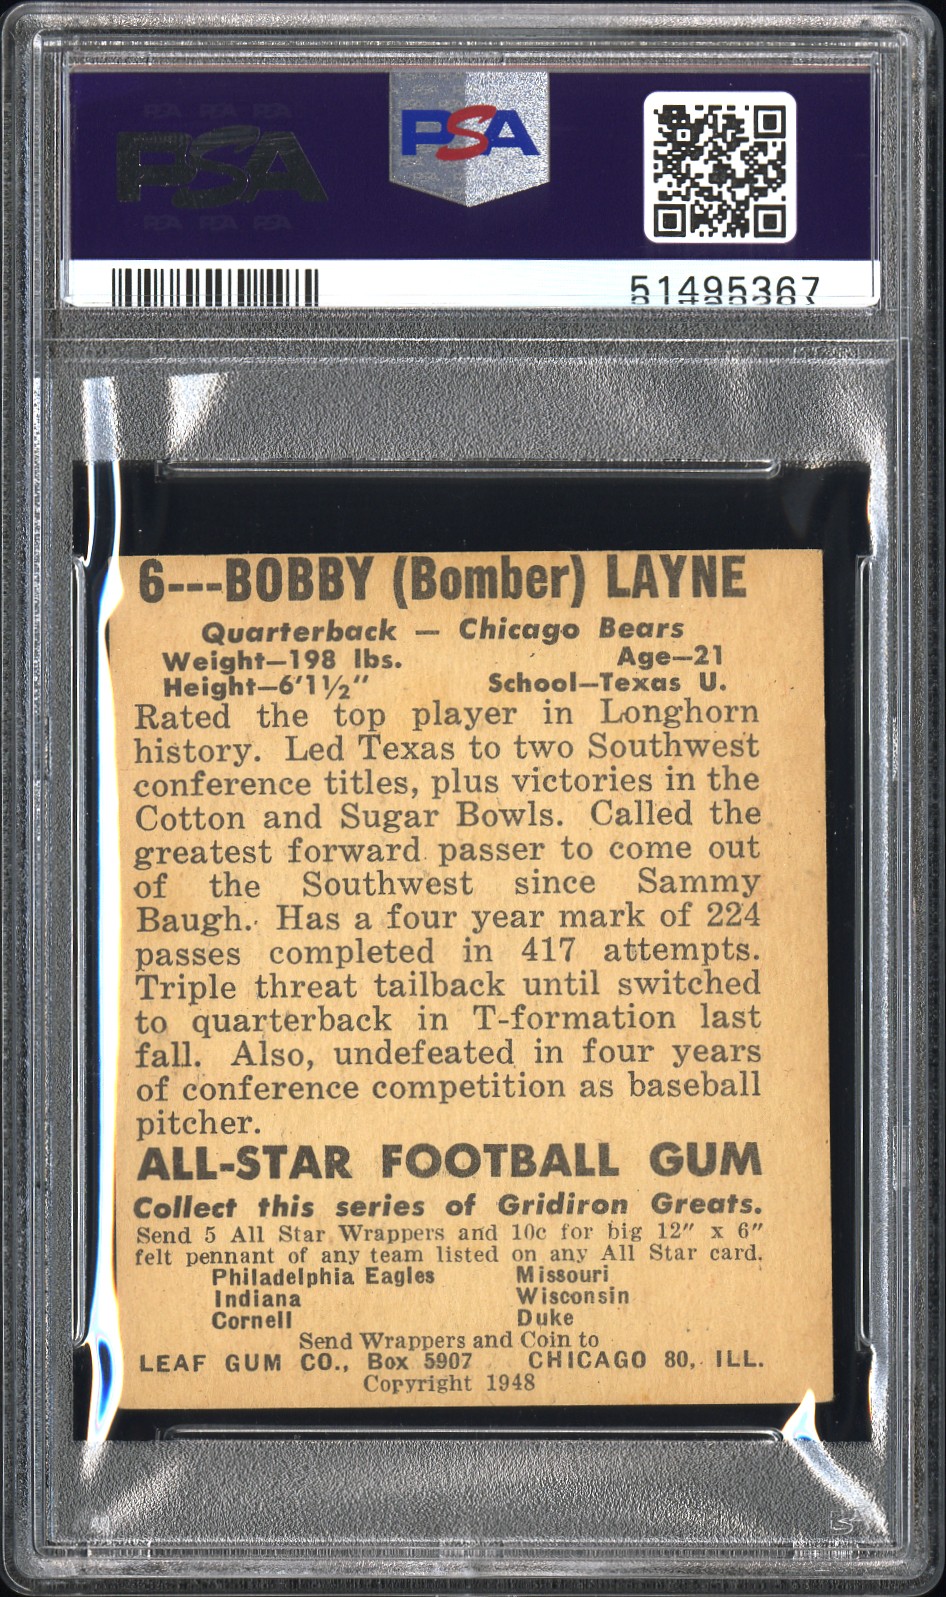 PSA PSA PSA
PSA
PSA PSA PSA
PSA
51495367
6---BOBBY (Bomber) LAYNE
Quarterback — Chicago Bears
Weight—198 lbs. Age—21
Height—6'1½" School—Texas U.
Rated the top player in Longhorn
history. Led Texas to two Southwest
conference titles, plus victories in the
Cotton and Sugar Bowls. Called the
greatest forward passer to come out
of the Southwest since Sammy
Baugh. Has a four year mark of 224
passes completed in 417 attempts.
Triple threat tailback until switched
to quarterback in T-formation last
fall. Also, undefeated in four years
of conference competition as baseball
pitcher.
ALL-STAR FOOTBALL GUM
Collect this series of Gridiron Greats.
Send 5 All Star Wrappers and 10c for big 12" x 6"
felt pennant of any team listed on any All Star card.
Philadelphia Eagles Missouri
Indiana Wisconsin
Cornell Duke
Send Wrappers and Coin to
LEAF GUM CO., Box 5907 CHICAGO 80, ILL.
Copyright 1948